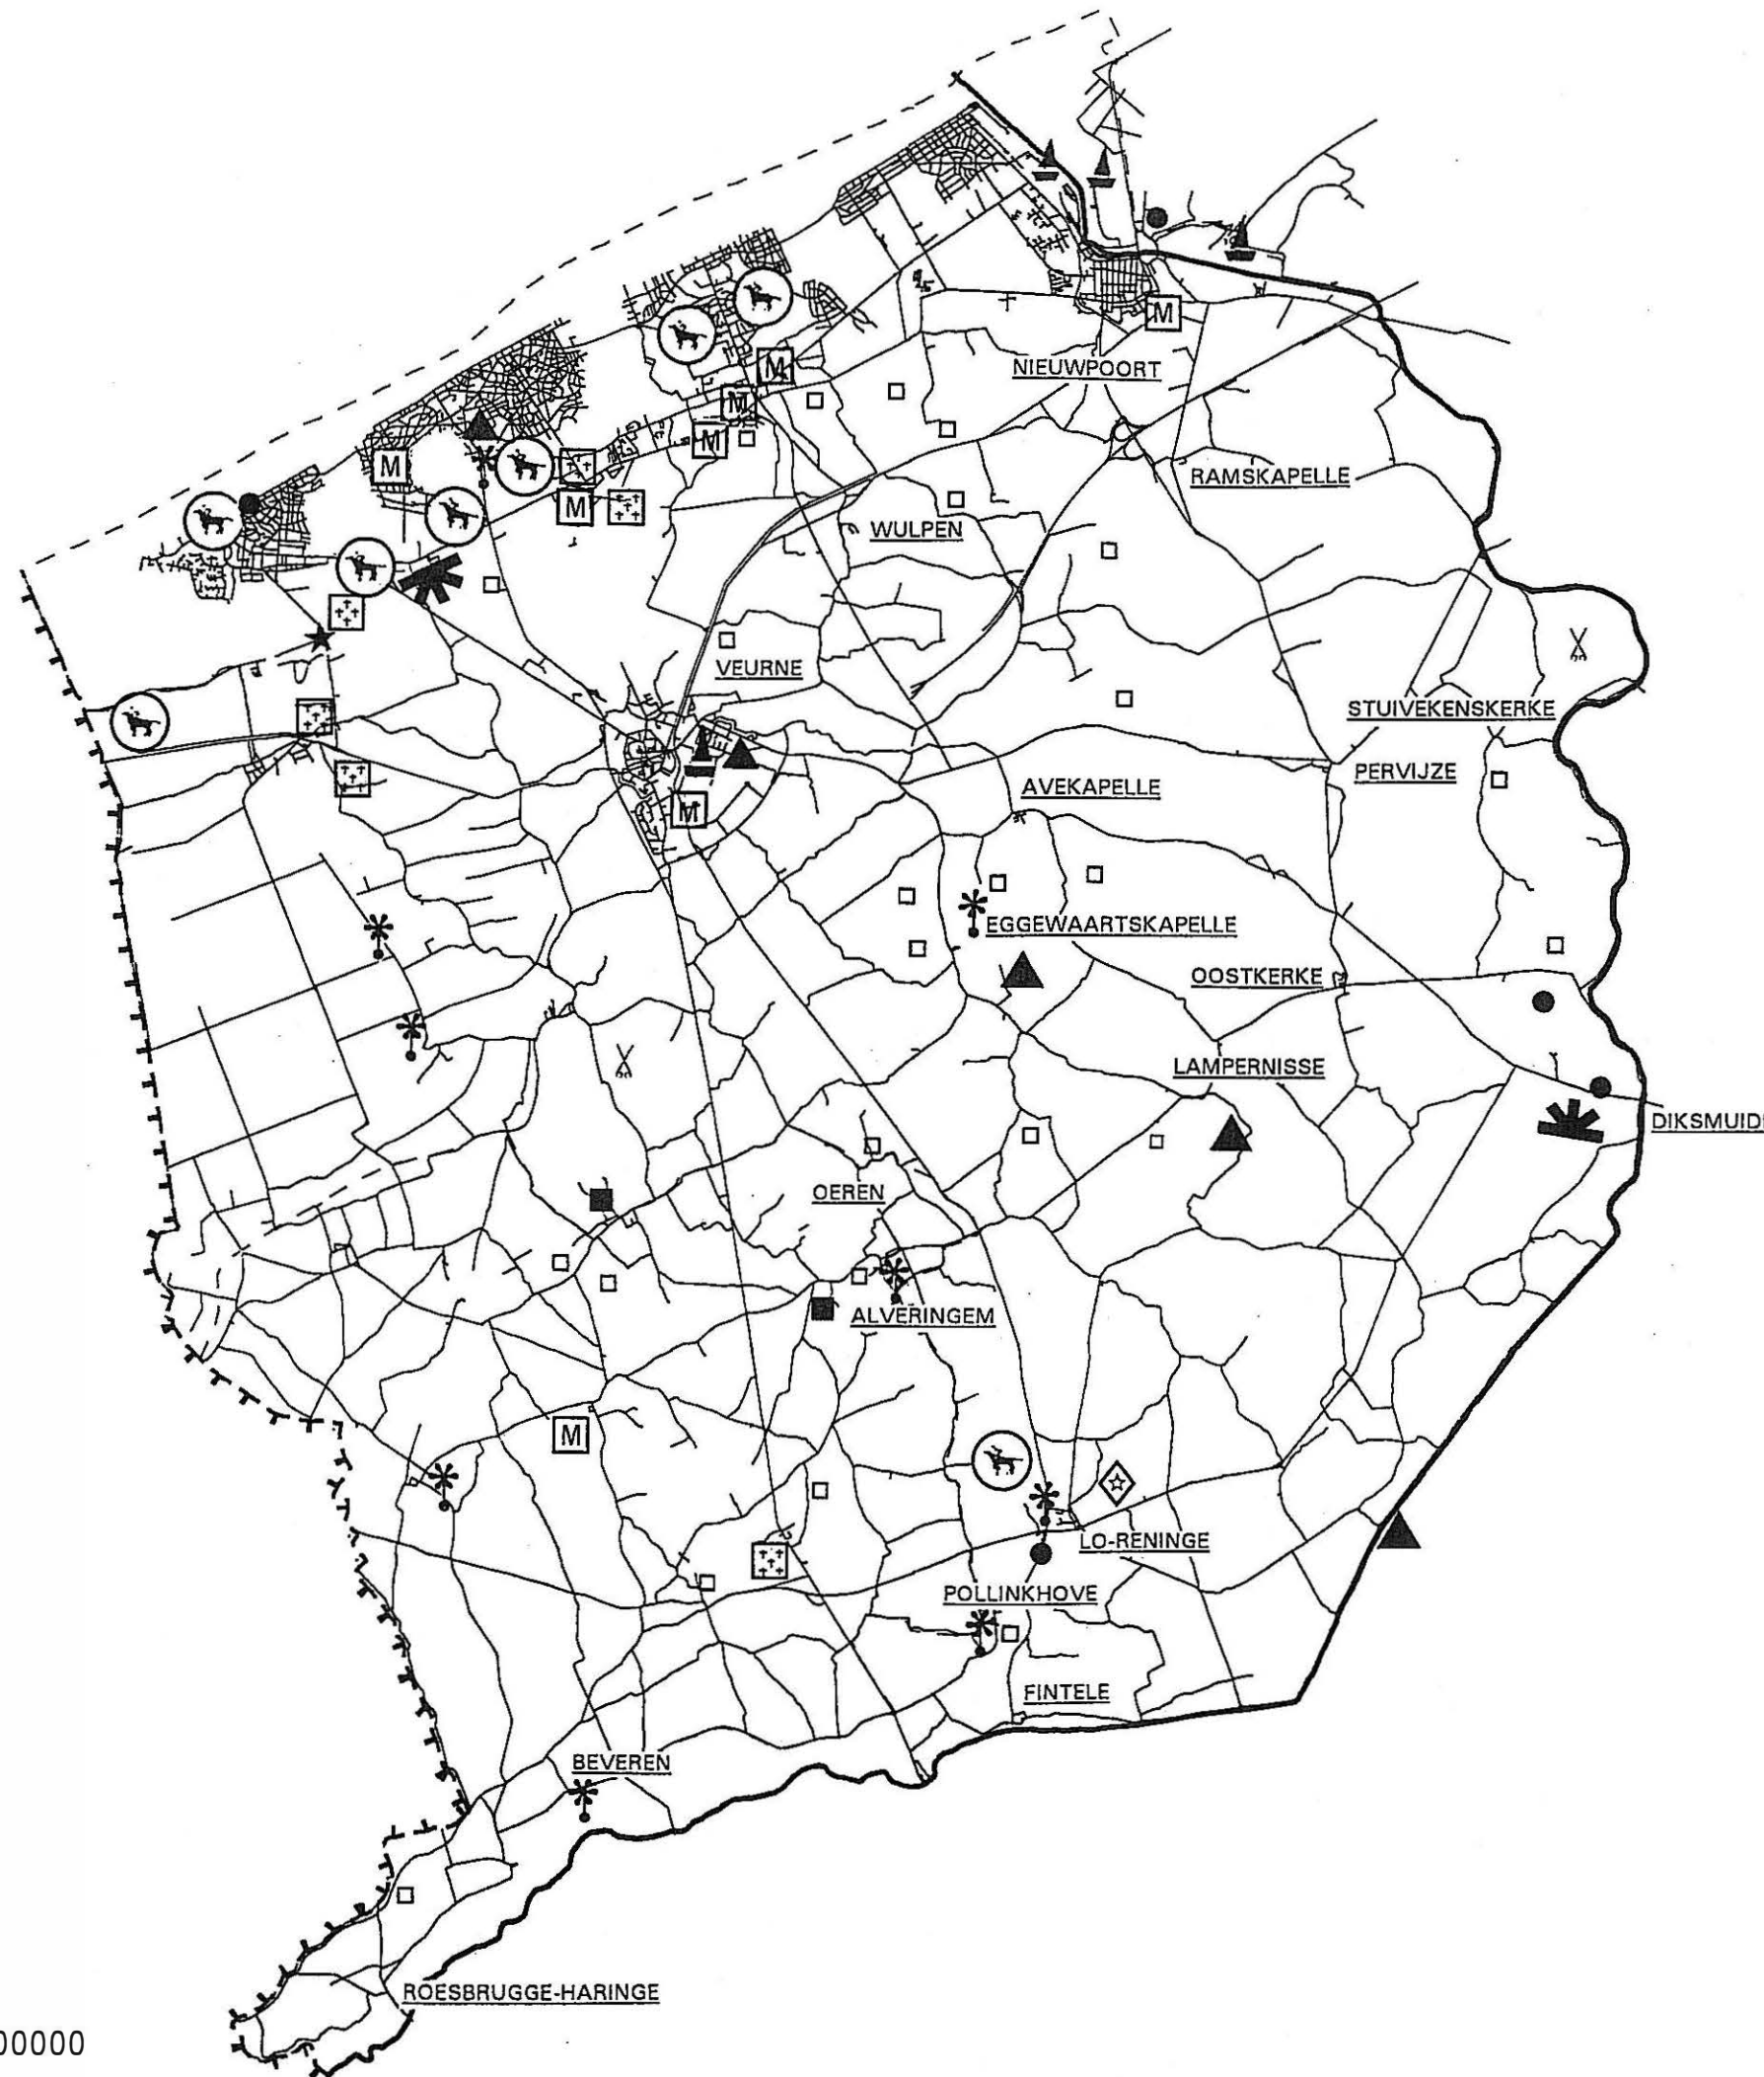 M
NIEUWPOORT
M
M
M
M
RAMSKAPELLE
M
WULPEN
VEURNE
STUIVEKENSKERKE
PERVIJZE
AVEKAPELLE
M
EGGEWAARTSKAPELLE
OOSTKERKE
LAMPERNISSE
DIKSMUID
OEREN
ALVERINGEM
M
LO-RENINGE
POLLINKHOVE
FINTELE
BEVEREN
ROESBRUGGE-HARINGE
00000